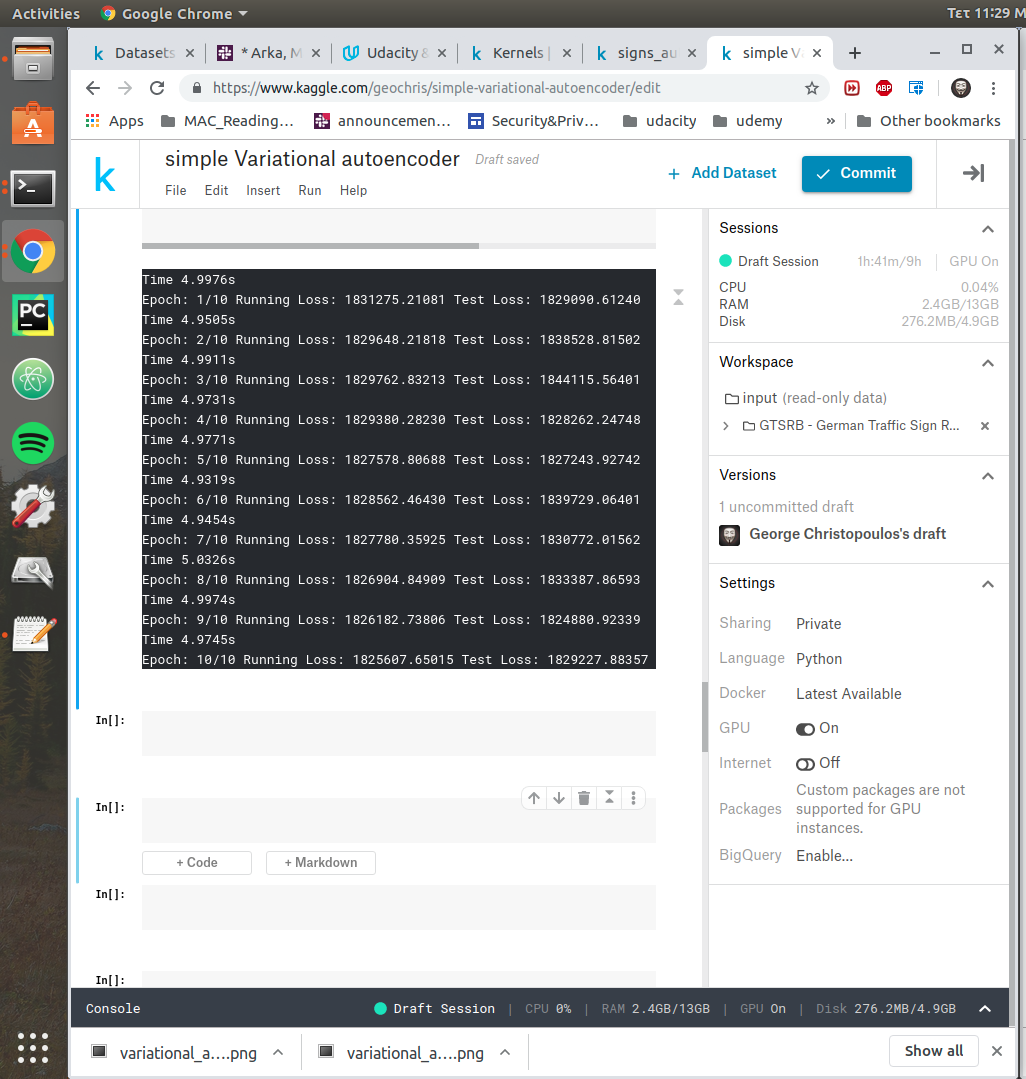 Activities Google Chrome Τετ 11:29 Μ
Datasets * Arka, M Udacity & Kernels | signs_au simple Va
https://www.kaggle.com/geochris/simple-variational-autoencoder/edit
ABP
Apps MAC_Reading... announcemen... Security&Priv... udacity udemy » Other bookmarks
k simple Variational autoencoder Draft saved
File Edit Insert Run Help
+ Add Dataset Commit
Time 4.9976s
Epoch: 1/10 Running Loss: 1831275.21081 Test Loss: 1829090.61240
Time 4.9505s
Epoch: 2/10 Running Loss: 1829648.21818 Test Loss: 1838528.81502
Time 4.9911s
Epoch: 3/10 Running Loss: 1829762.83213 Test Loss: 1844115.56401
Time 4.9731s
Epoch: 4/10 Running Loss: 1829380.28230 Test Loss: 1828262.24748
Time 4.9771s
Epoch: 5/10 Running Loss: 1827578.80688 Test Loss: 1827243.92742
Time 4.9319s
Epoch: 6/10 Running Loss: 1828562.46430 Test Loss: 1839729.06401
Time 4.9454s
Epoch: 7/10 Running Loss: 1827780.35925 Test Loss: 1830772.01562
Time 5.0326s
Epoch: 8/10 Running Loss: 1826904.84909 Test Loss: 1833387.86593
Time 4.9974s
Epoch: 9/10 Running Loss: 1826182.73806 Test Loss: 1824880.92339
Time 4.9745s
Epoch: 10/10 Running Loss: 1825607.65015 Test Loss: 1829227.88357
In[]:
In[]:
+ Code + Markdown
In[]:
In[]:
Sessions
Draft Session 1h:41m/9h GPU On
CPU 0.04%
RAM 2.4GB/13GB
Disk 276.2MB/4.9GB
Workspace
input (read-only data)
GTSRB - German Traffic Sign R...
Versions
1 uncommitted draft
George Christopoulos's draft
Settings
Sharing Private
Language Python
Docker Latest Available
GPU On
Internet Off
Packages Custom packages are not
supported for GPU
instances.
BigQuery Enable...
Console Draft Session | CPU 0% | RAM 2.4GB/13GB | GPU On | Disk 276.2MB/4.9GB
variational_a....png variational_a....png Show all
PC